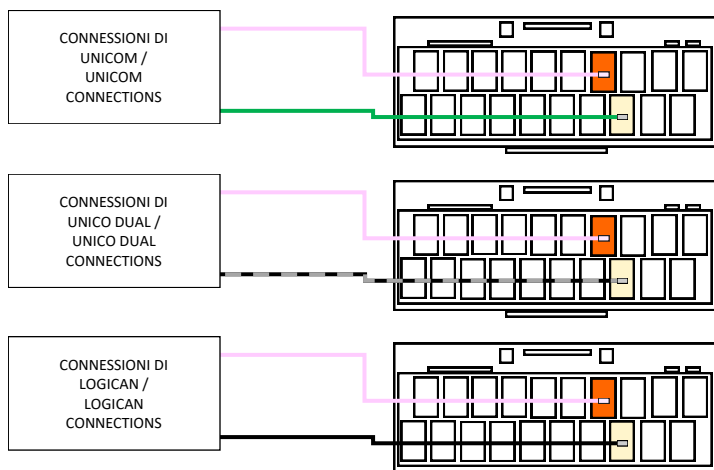 CONNESSIONI DI
UNICOM /
UNICOM
CONNECTIONS
CONNESSIONI DI
UNICO DUAL /
UNICO DUAL
CONNECTIONS
CONNESSIONI DI
LOGICAN /
LOGICAN
CONNECTIONS